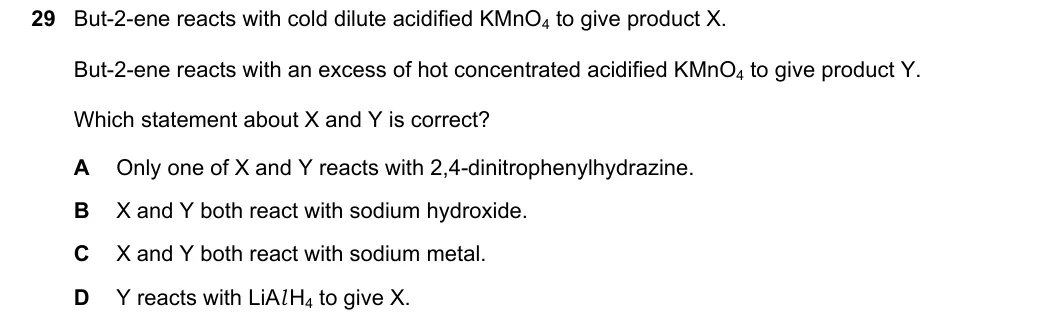 29 But-2-ene reacts with cold dilute acidified KMnO₄ to give product X.
But-2-ene reacts with an excess of hot concentrated acidified KMnO₄ to give product Y.
Which statement about X and Y is correct?
A Only one of X and Y reacts with 2,4-dinitrophenylhydrazine.
B X and Y both react with sodium hydroxide.
C X and Y both react with sodium metal.
D Y reacts with LiAlH₄ to give X.